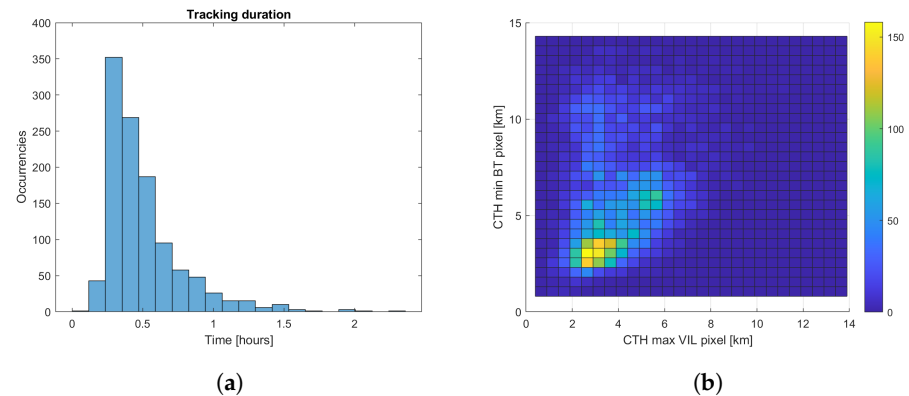 Tracking duration
400
350
300
250
200
150
100
50
0
Occurrencies
0 0.5 1 1.5 2
Time [hours]
(a)
15
10
5
0
CTH min BT pixel [km]
0 2 4 6 8 10 12 14
CTH max VIL pixel [km]
150
100
50
0
(b)